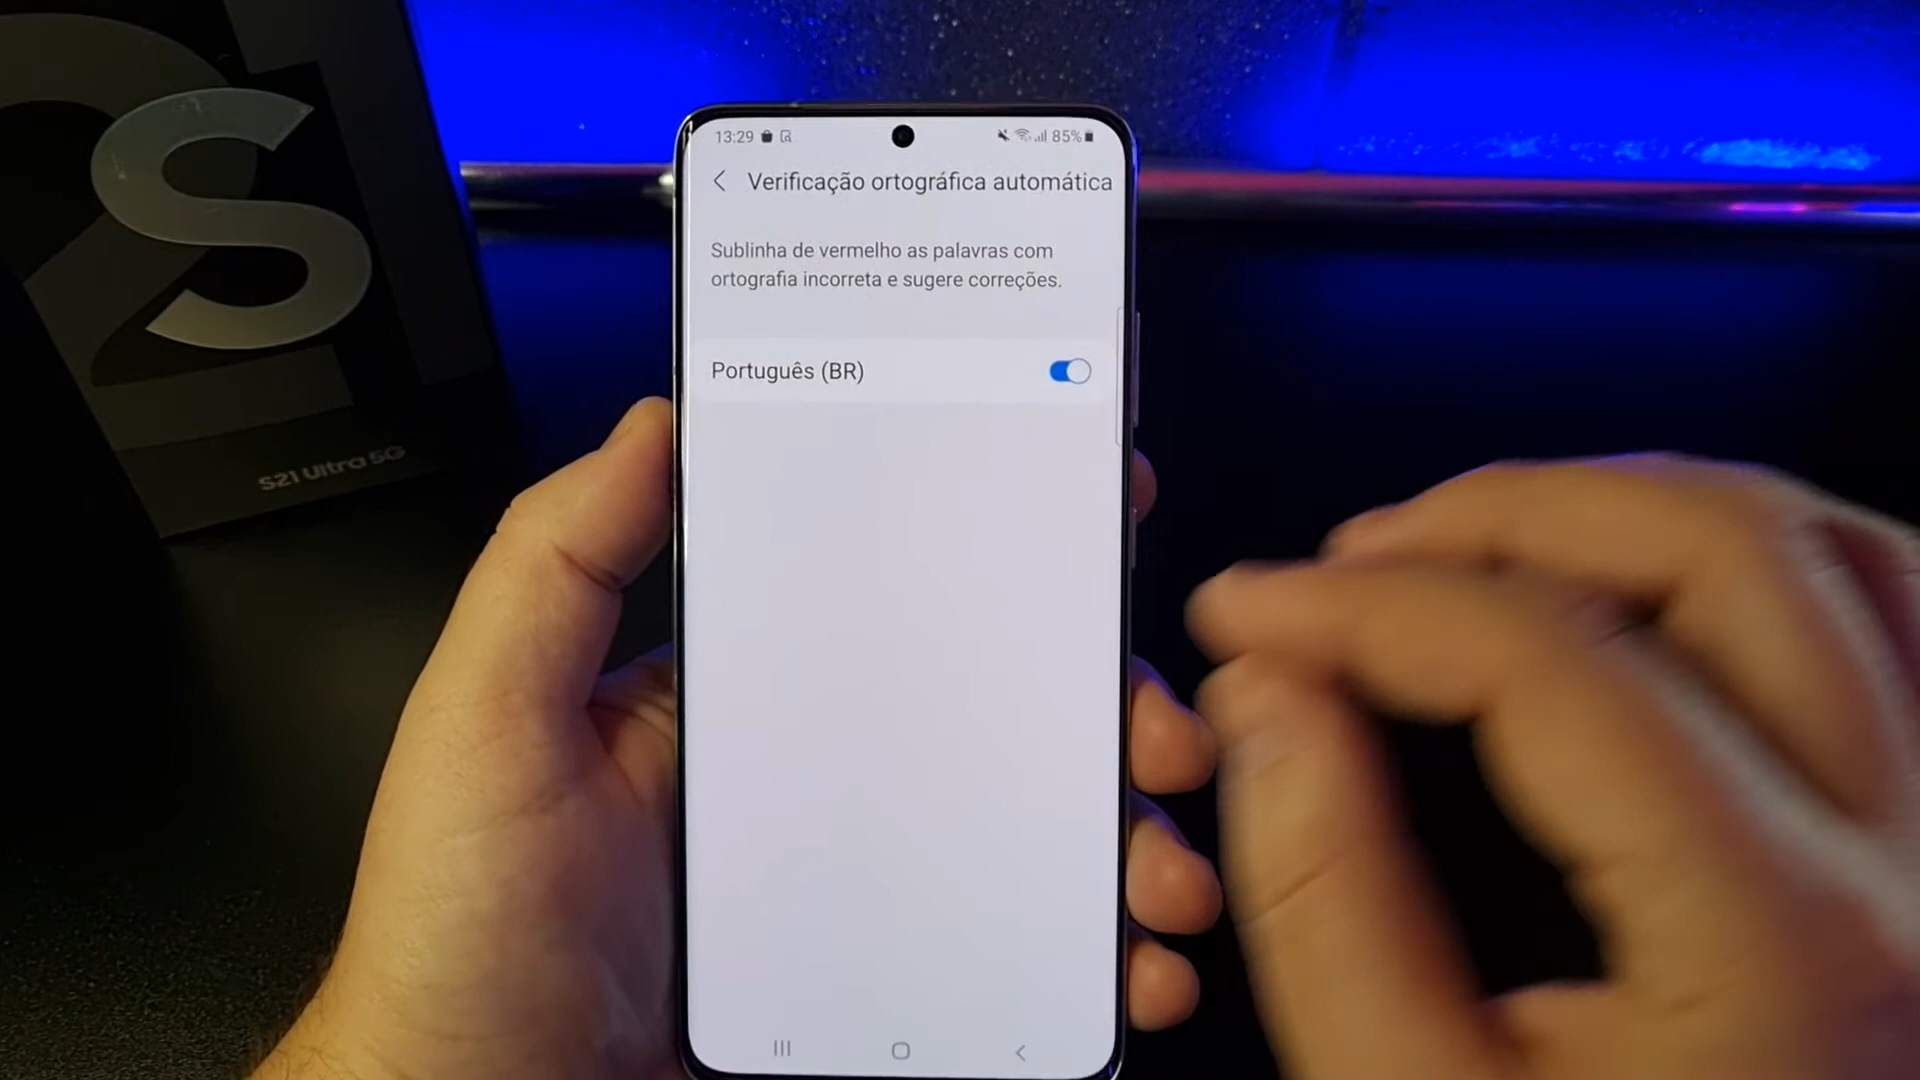 S21
S21 Ultra 5G
13:29
85%
Verificação ortográfica automática
Sublinha de vermelho as palavras com
ortografia incorreta e sugere correções.
Português (BR)